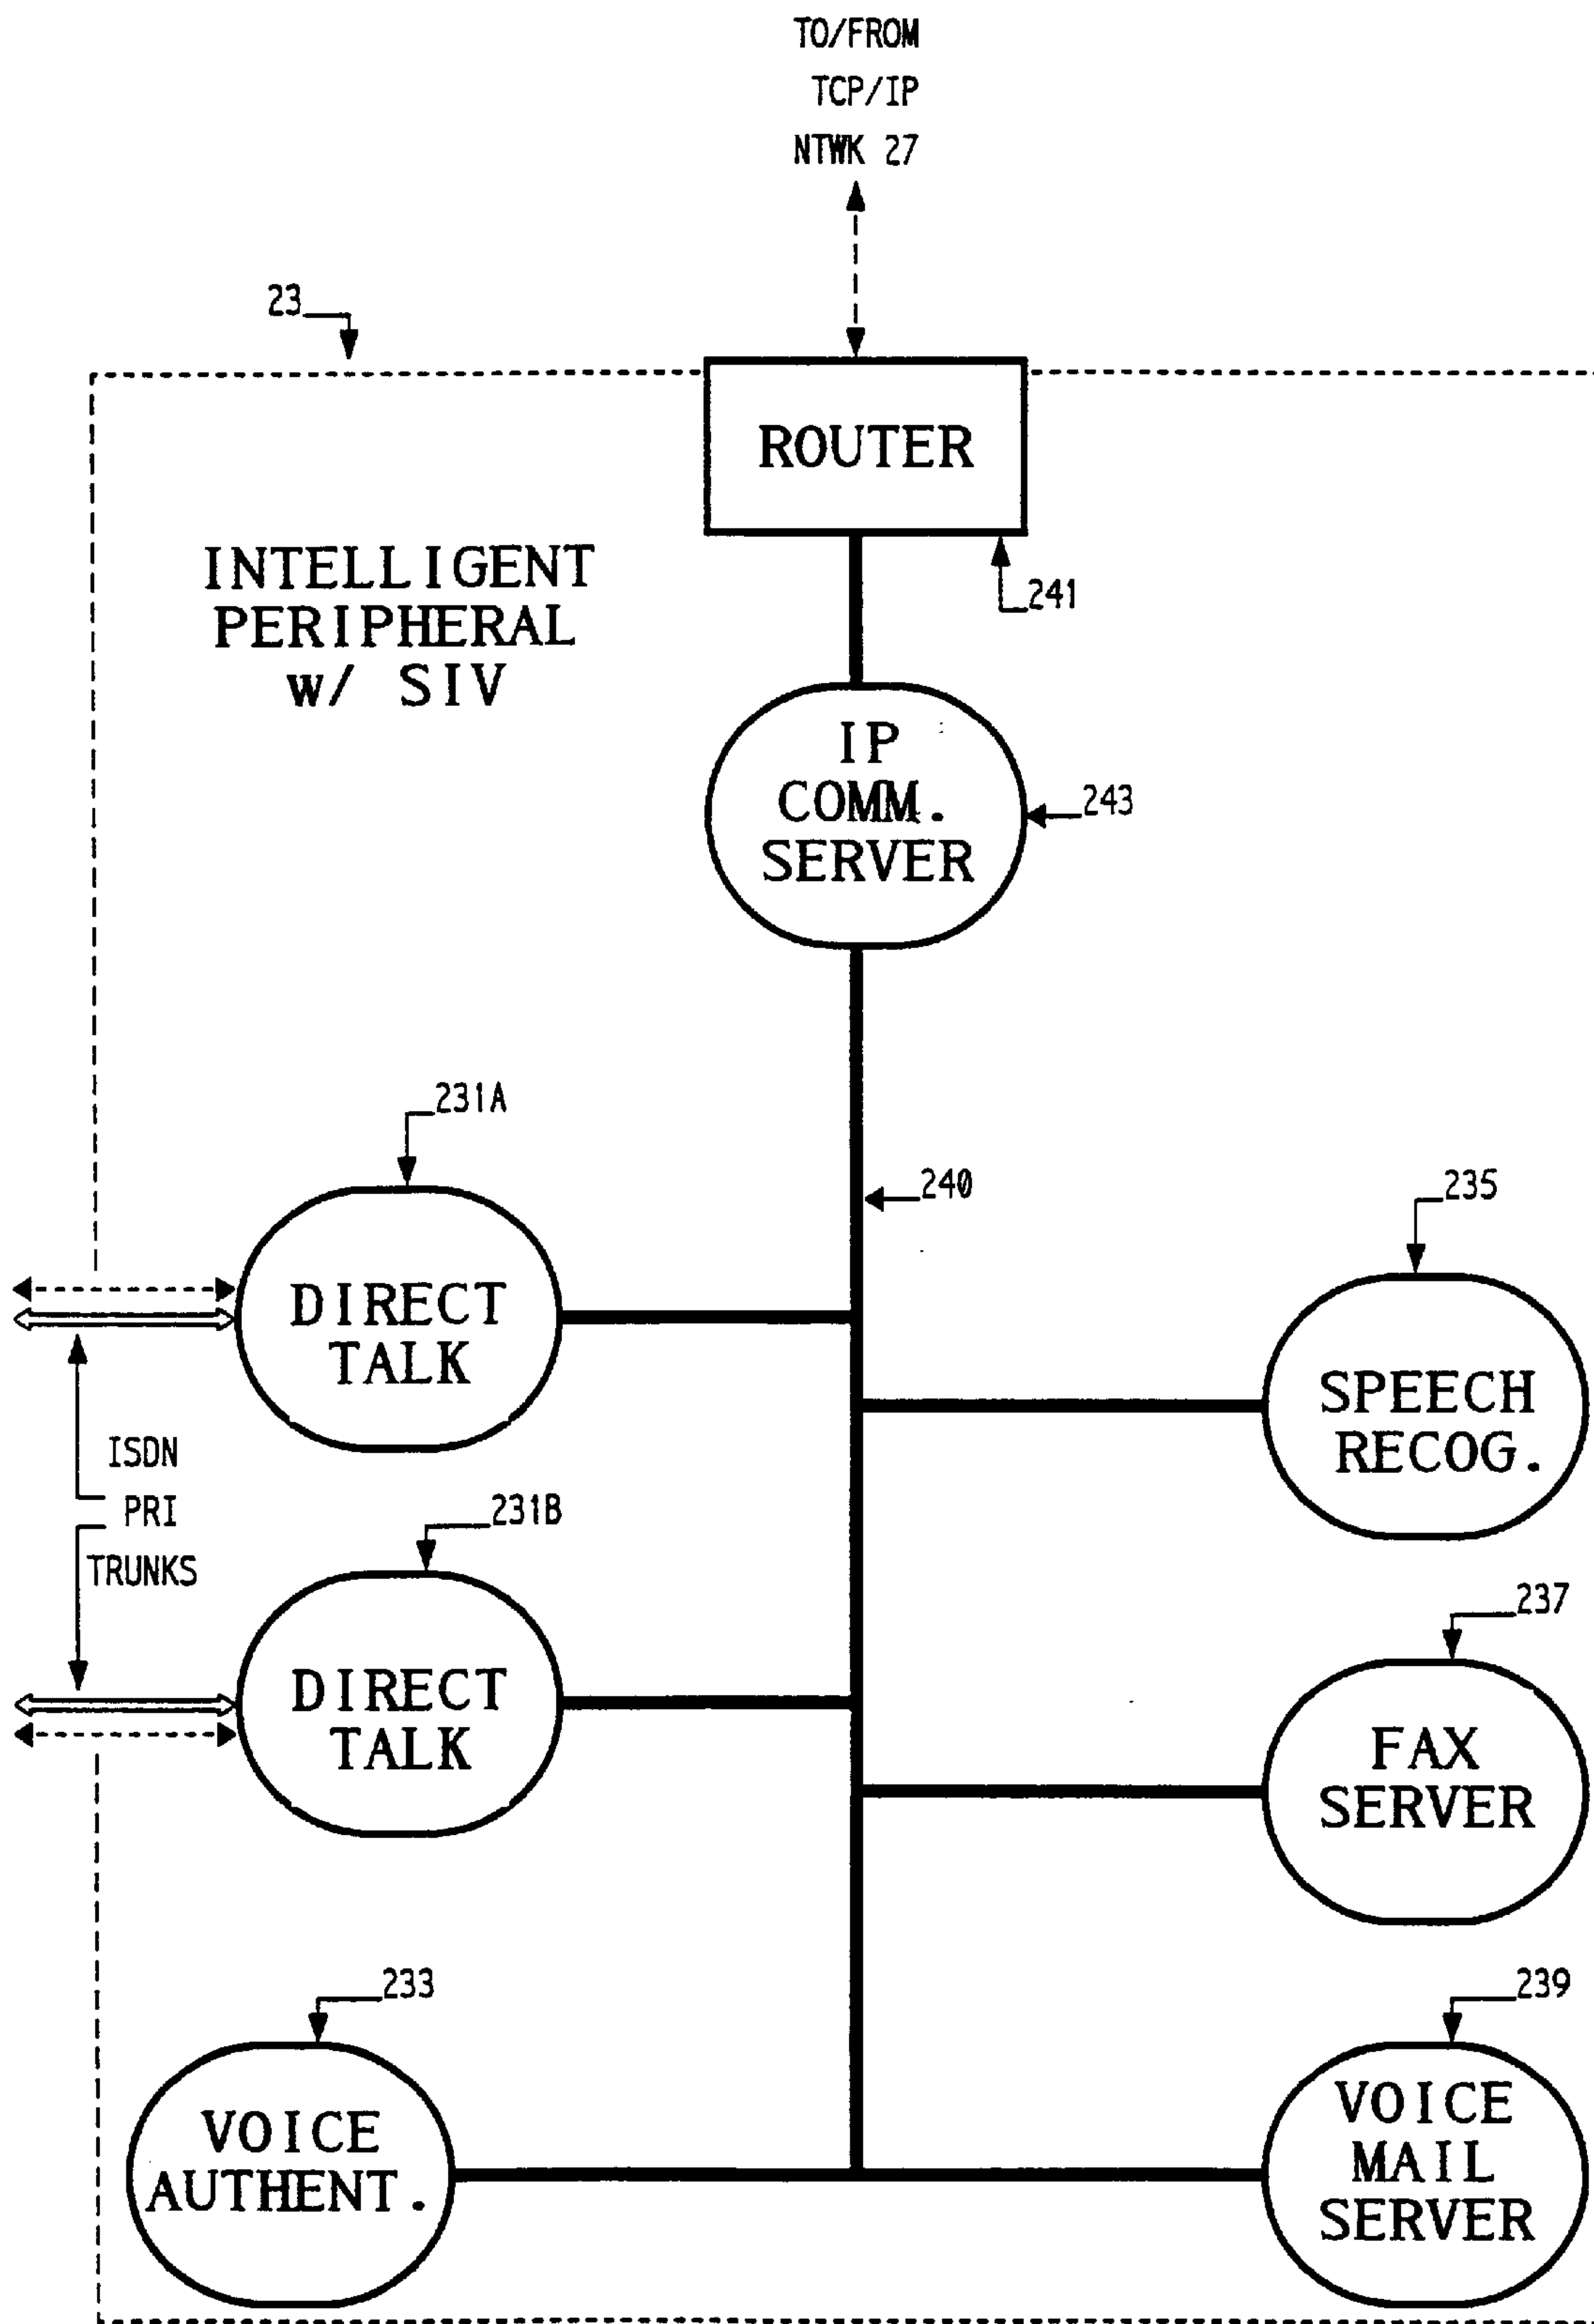 TO/FROM
TCP/IP
NTWK 27
23
ROUTER
INTELLIGENT
PERIPHERAL
w/ SIV
241
IP
COMM.
SERVER
243
231A
240
235
DIRECT
TALK
SPEECH
RECOG.
ISDN
PRI
TRUNKS
231B
237
DIRECT
TALK
FAX
SERVER
233
239
VOICE
AUTHENT.
VOICE
MAIL
SERVER